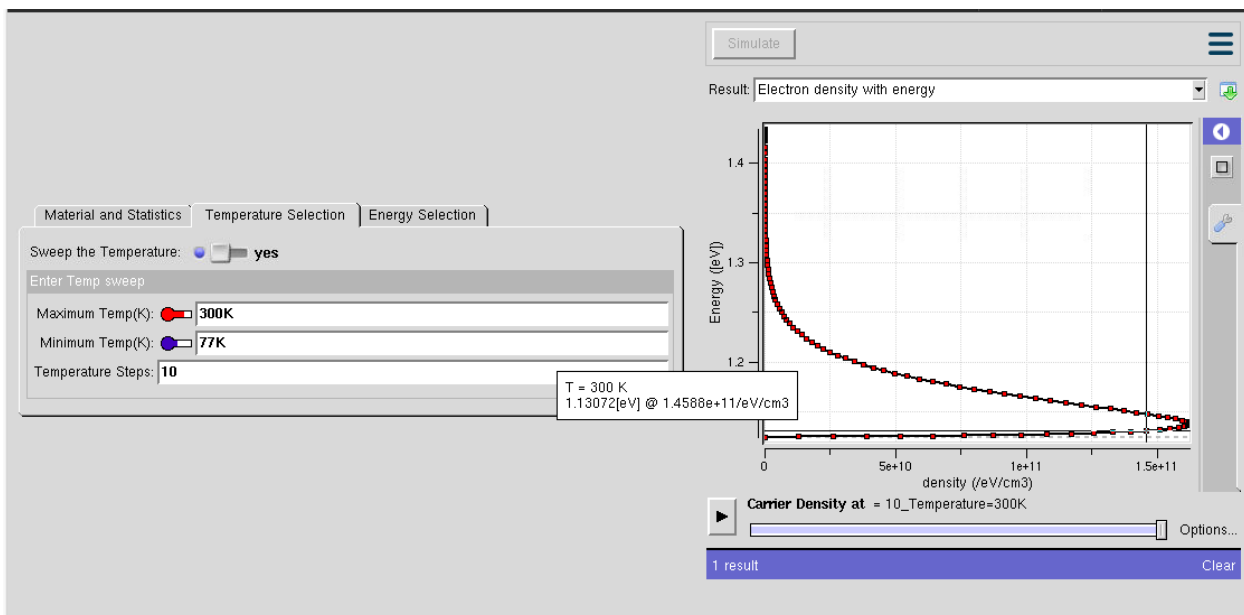 Simulate
Result: Electron density with energy
Material and Statistics Temperature Selection Energy Selection
Sweep the Temperature: yes
Enter Temp sweep
Maximum Temp(K): 300K
Minimum Temp(K): 77K
Temperature Steps: 10
T = 300 K
1.13072[eV] @ 1.4588e+11/eV/cm3
Energy ([eV])
1.4
1.3
1.2
0 5e+10 1e+11 1.5e+11
density (/eV/cm3)
Carrier Density at = 10_Temperature=300K
Options...
1 result Clear